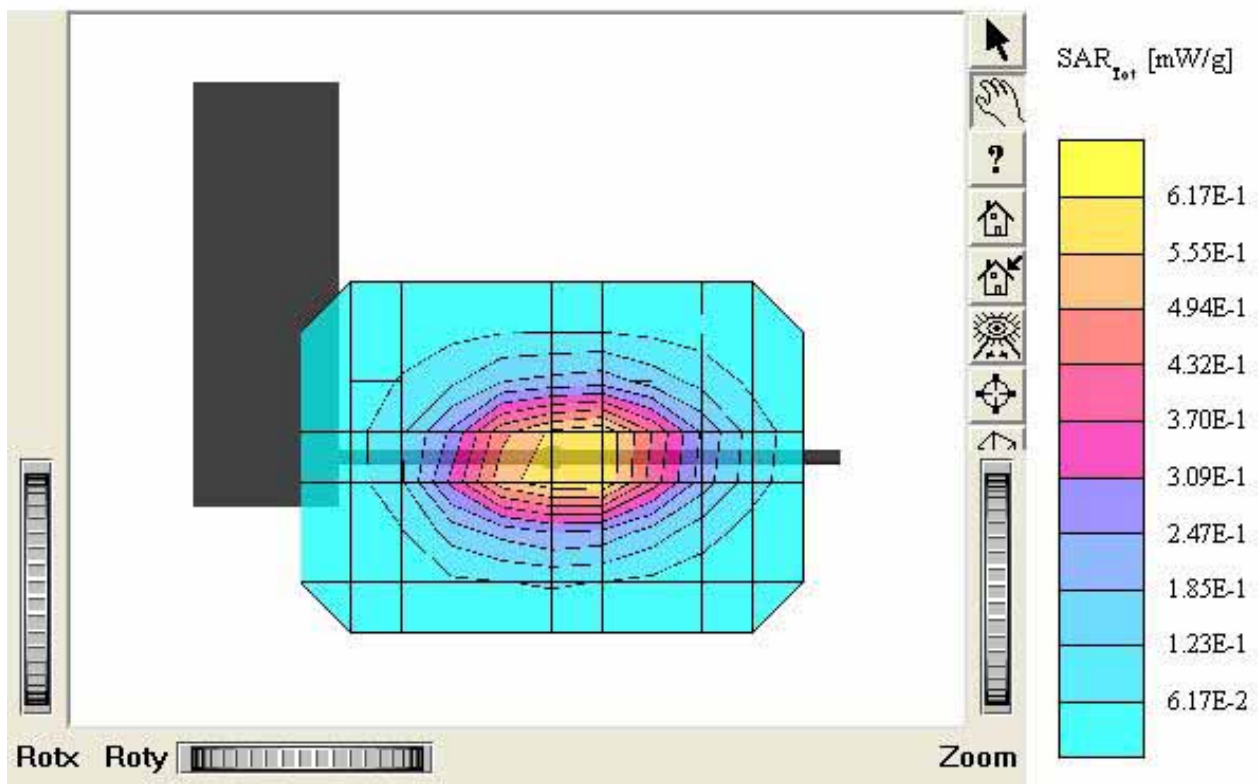 SAR_Tot [mW/g]
?
6.17E-1
5.55E-1
4.94E-1
4.32E-1
3.70E-1
3.09E-1
2.47E-1
1.85E-1
1.23E-1
6.17E-2
Rotx Roty Zoom